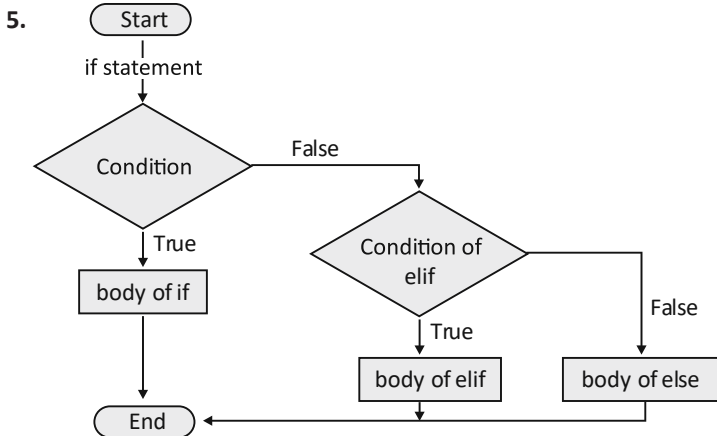 5.
Start
if statement
Condition
False
True
Condition of
elif
body of if
True
False
body of elif
body of else
End